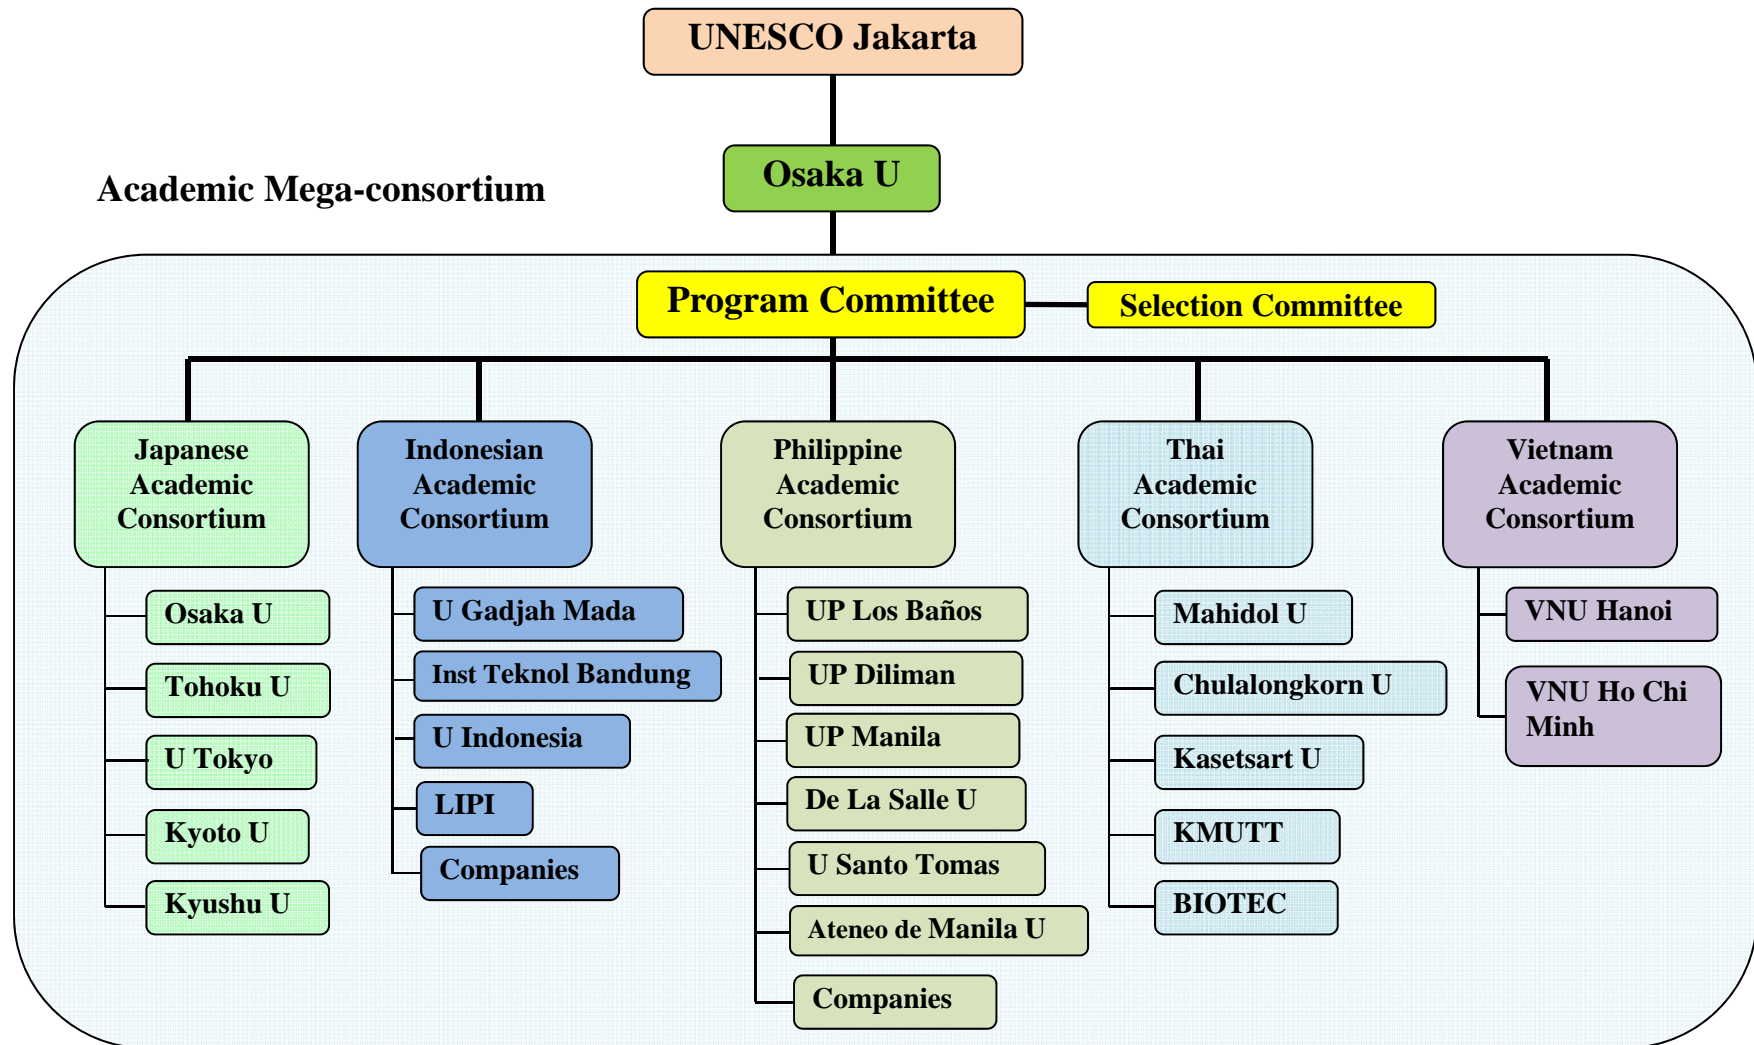 UNESCO Jakarta
Osaka U
Academic Mega-consortium
Program Committee
Selection Committee
Japanese
Academic
Consortium
Osaka U
Tohoku U
U Tokyo
Kyoto U
Kyushu U
Indonesian
Academic
Consortium
U Gadjah Mada
Inst Teknol Bandung
U Indonesia
LIPI
Companies
Philippine
Academic
Consortium
UP Los Baños
UP Diliman
UP Manila
De La Salle U
U Santo Tomas
Ateneo de Manila U
Companies
Thai
Academic
Consortium
Mahidol U
Chulalongkorn U
Kasetsart U
KMUTT
BIOTEC
Vietnam
Academic
Consortium
VNU Hanoi
VNU Ho Chi
Minh